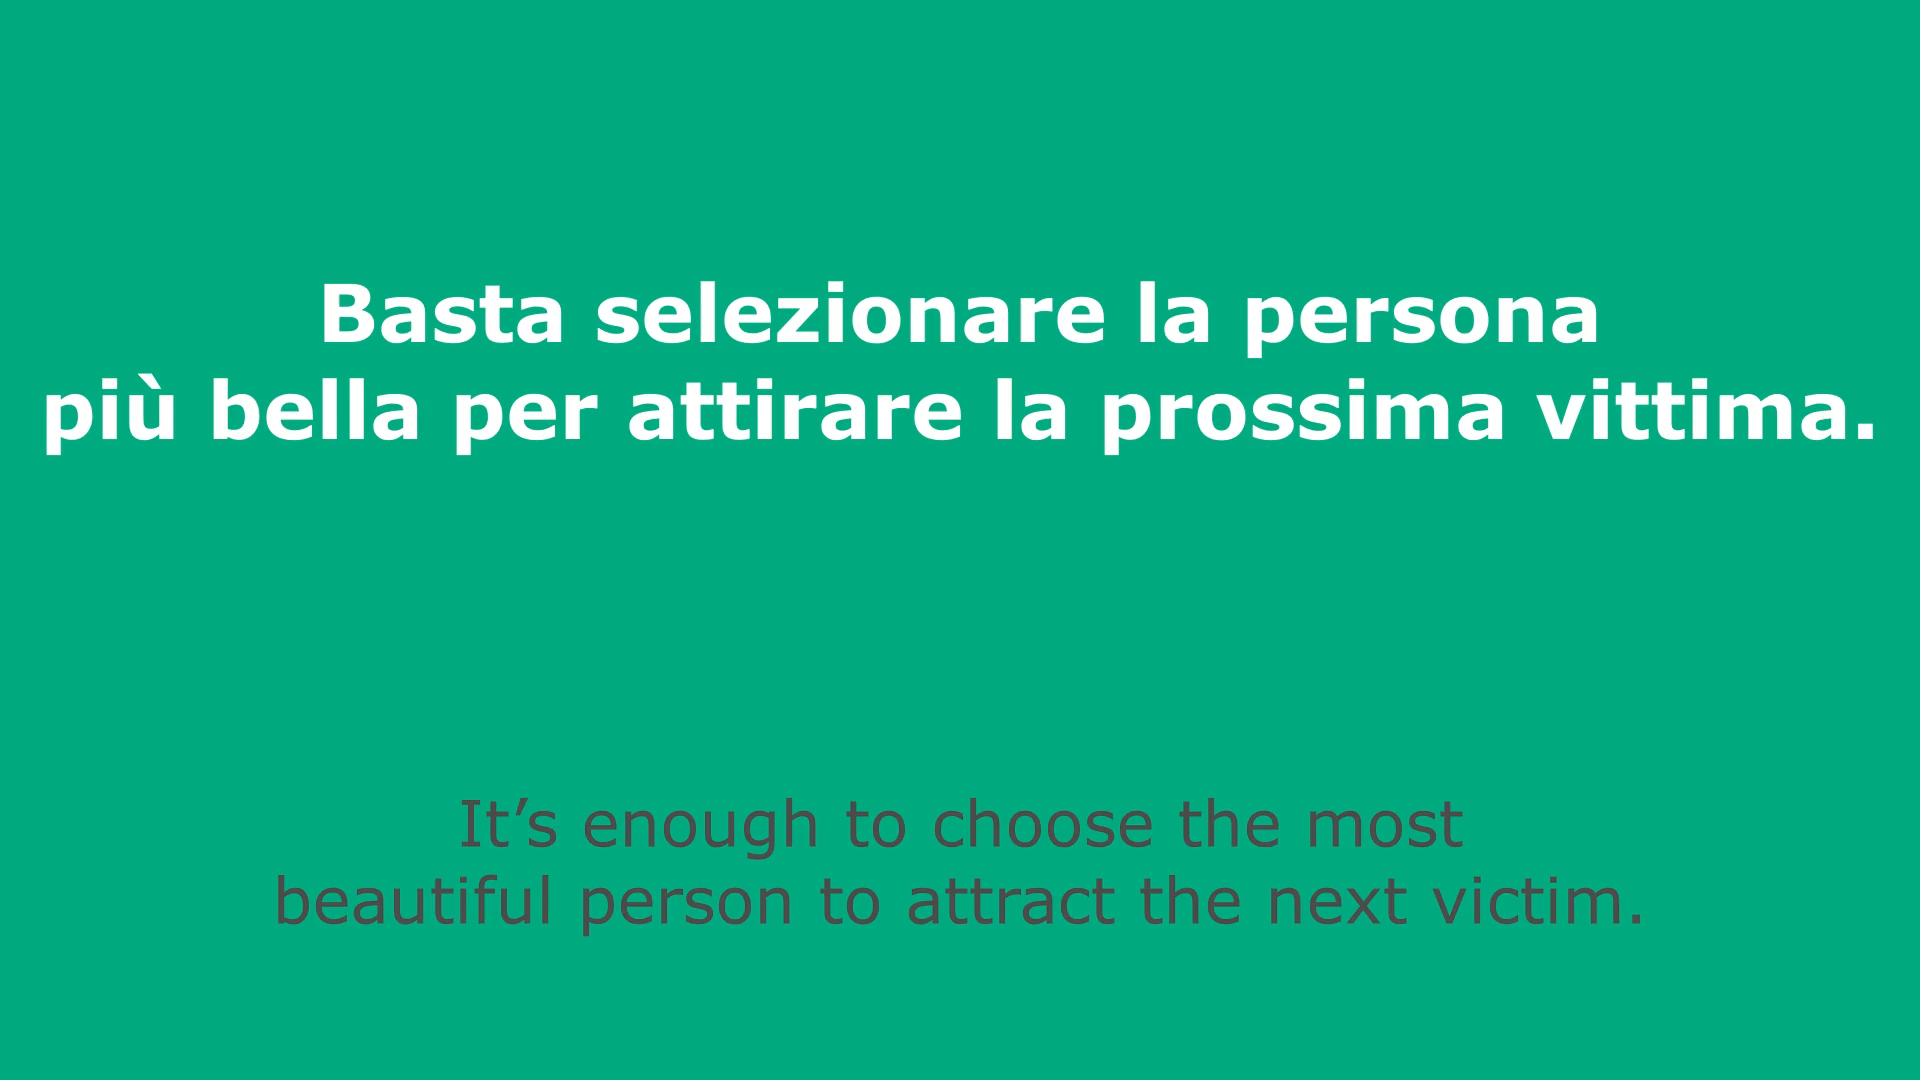 Basta selezionare la persona
più bella per attirare la prossima vittima.
It’s enough to choose the most
beautiful person to attract the next victim.